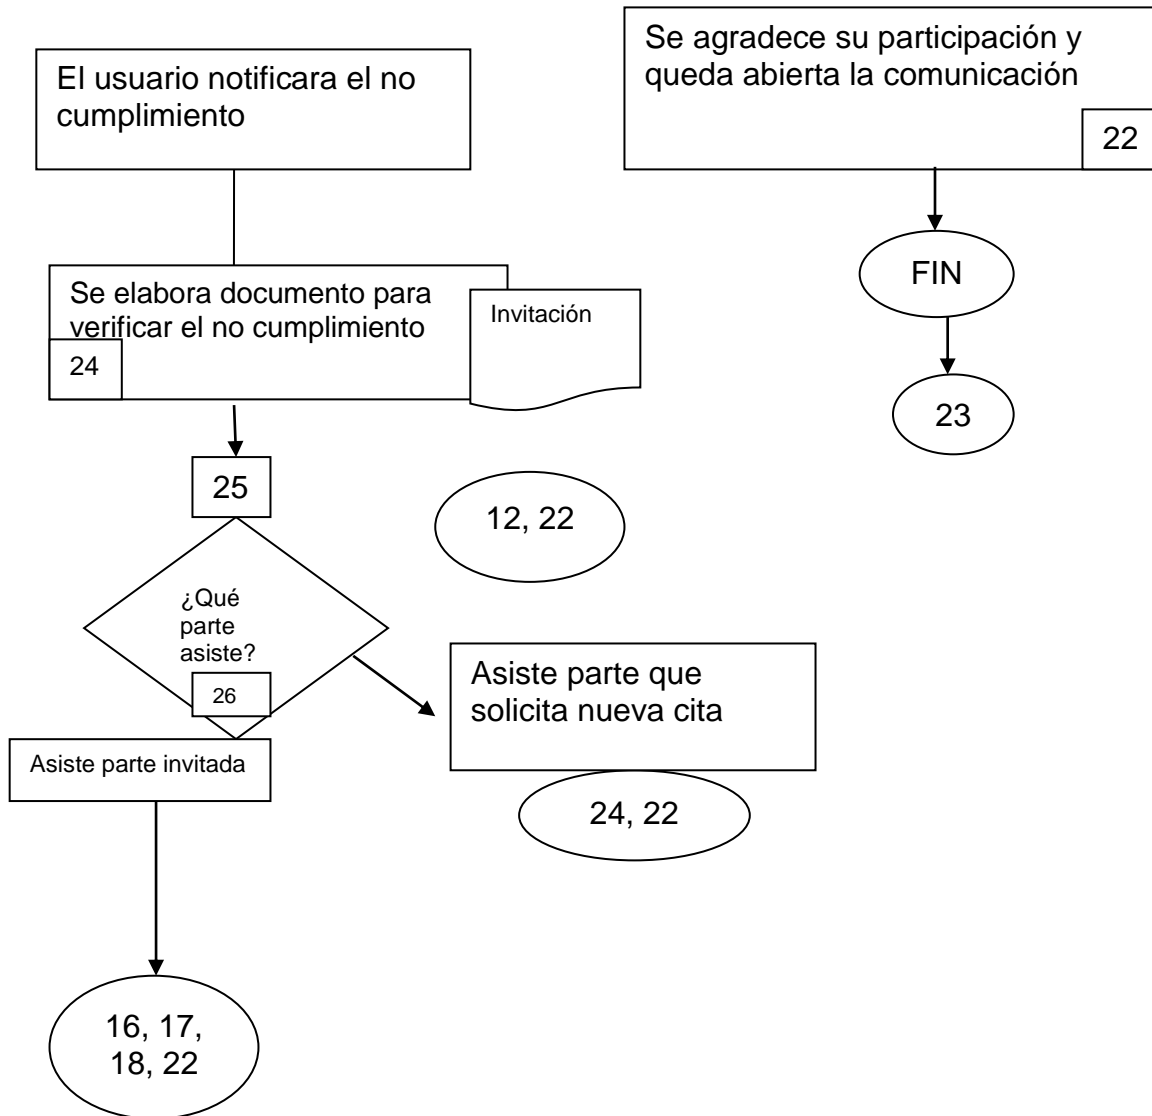 El usuario notificara el no
cumplimiento
Se elabora documento para
verificar el no cumplimiento
24
Invitación
25
12, 22
¿Qué
parte
asiste?
26
Asiste parte invitada
Asiste parte que
solicita nueva cita
24, 22
16, 17,
18, 22
Se agradece su participación y
queda abierta la comunicación
22
FIN
23